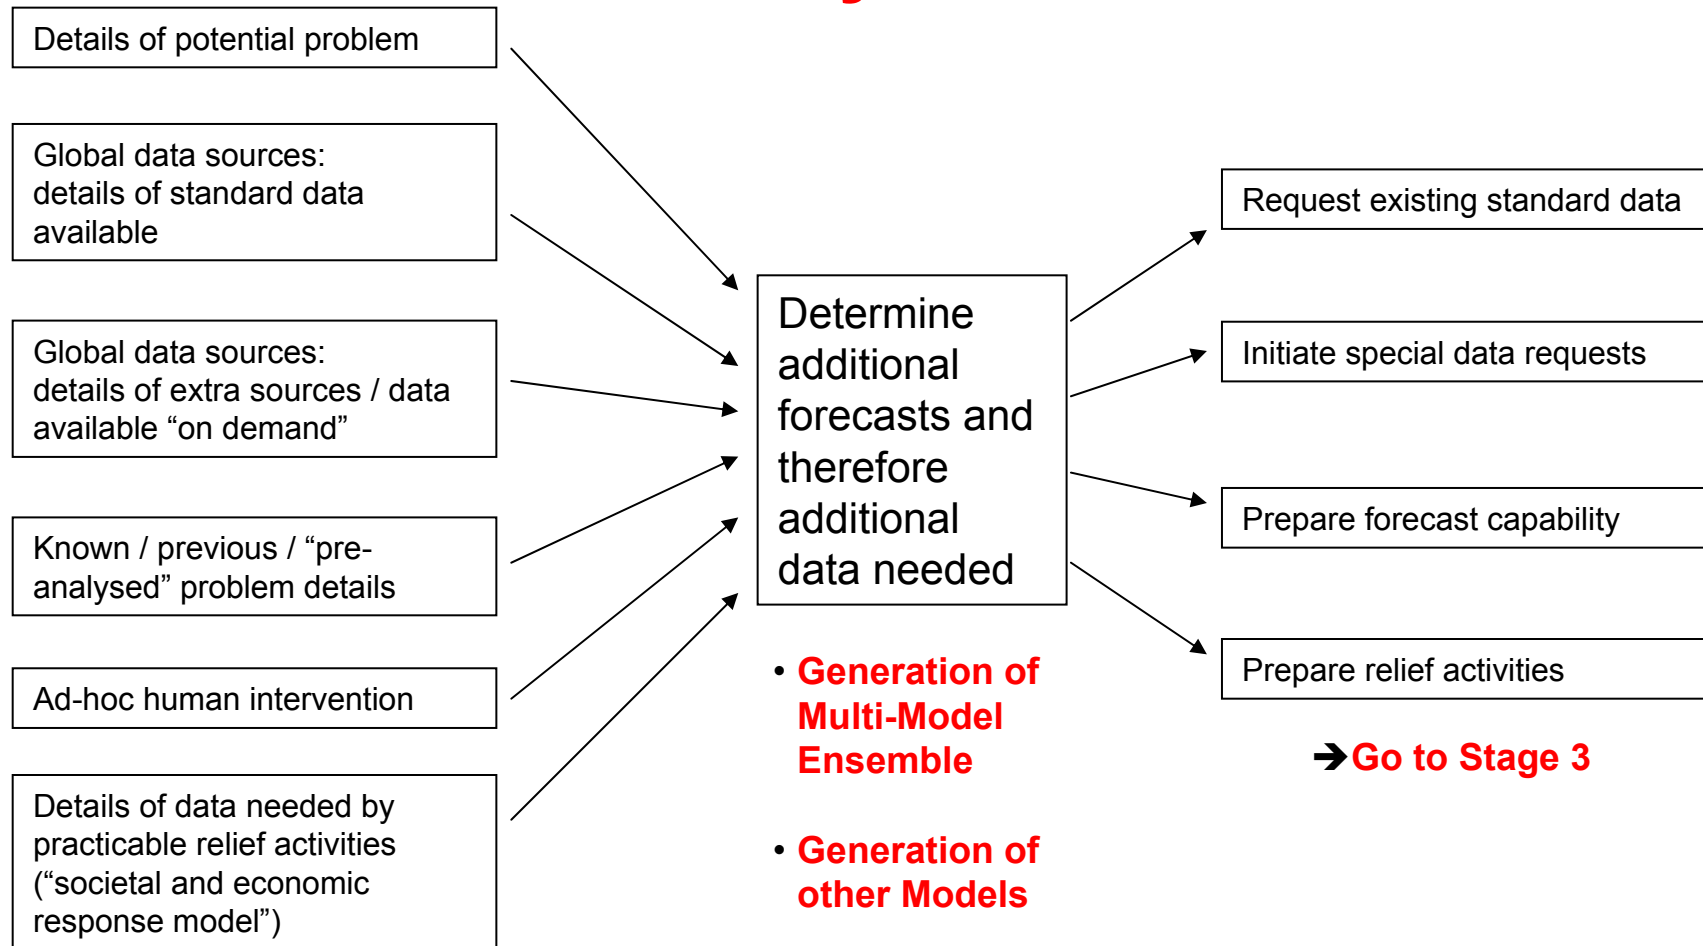 Details of potential problem
Global data sources:
details of standard data
available
Global data sources:
details of extra sources / data
available “on demand”
Known / previous / “pre-
analysed” problem details
Ad-hoc human intervention
Details of data needed by
practicable relief activities
(“societal and economic
response model”)
Determine
additional
forecasts and
therefore
additional
data needed
• Generation of
Multi-Model
Ensemble
• Generation of
other Models
Request existing standard data
Initiate special data requests
Prepare forecast capability
Prepare relief activities
➔Go to Stage 3